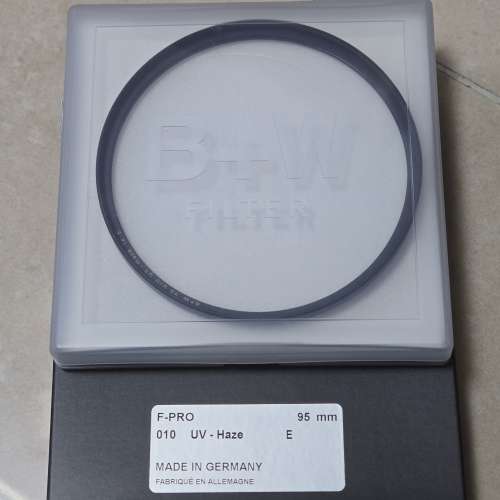 B+W
FILTER
F-PRO 95 mm
010 UV - Haze E
MADE IN GERMANY
FABRIQUÉ EN ALLEMAGNE